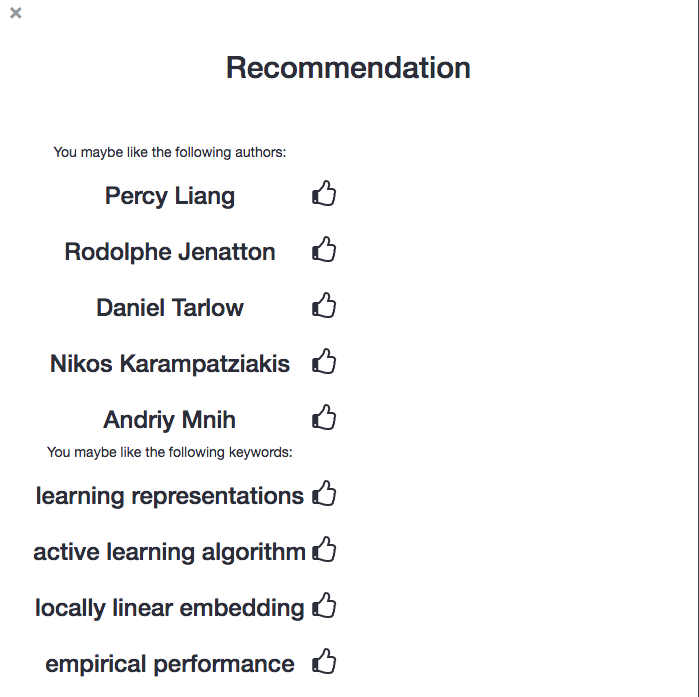 Recommendation
You maybe like the following authors:
Percy Liang
Rodolphe Jenatton
Daniel Tarlow
Nikos Karampatziakis
Andriy Mnih
You maybe like the following keywords:
learning representations
active learning algorithm
locally linear embedding
empirical performance